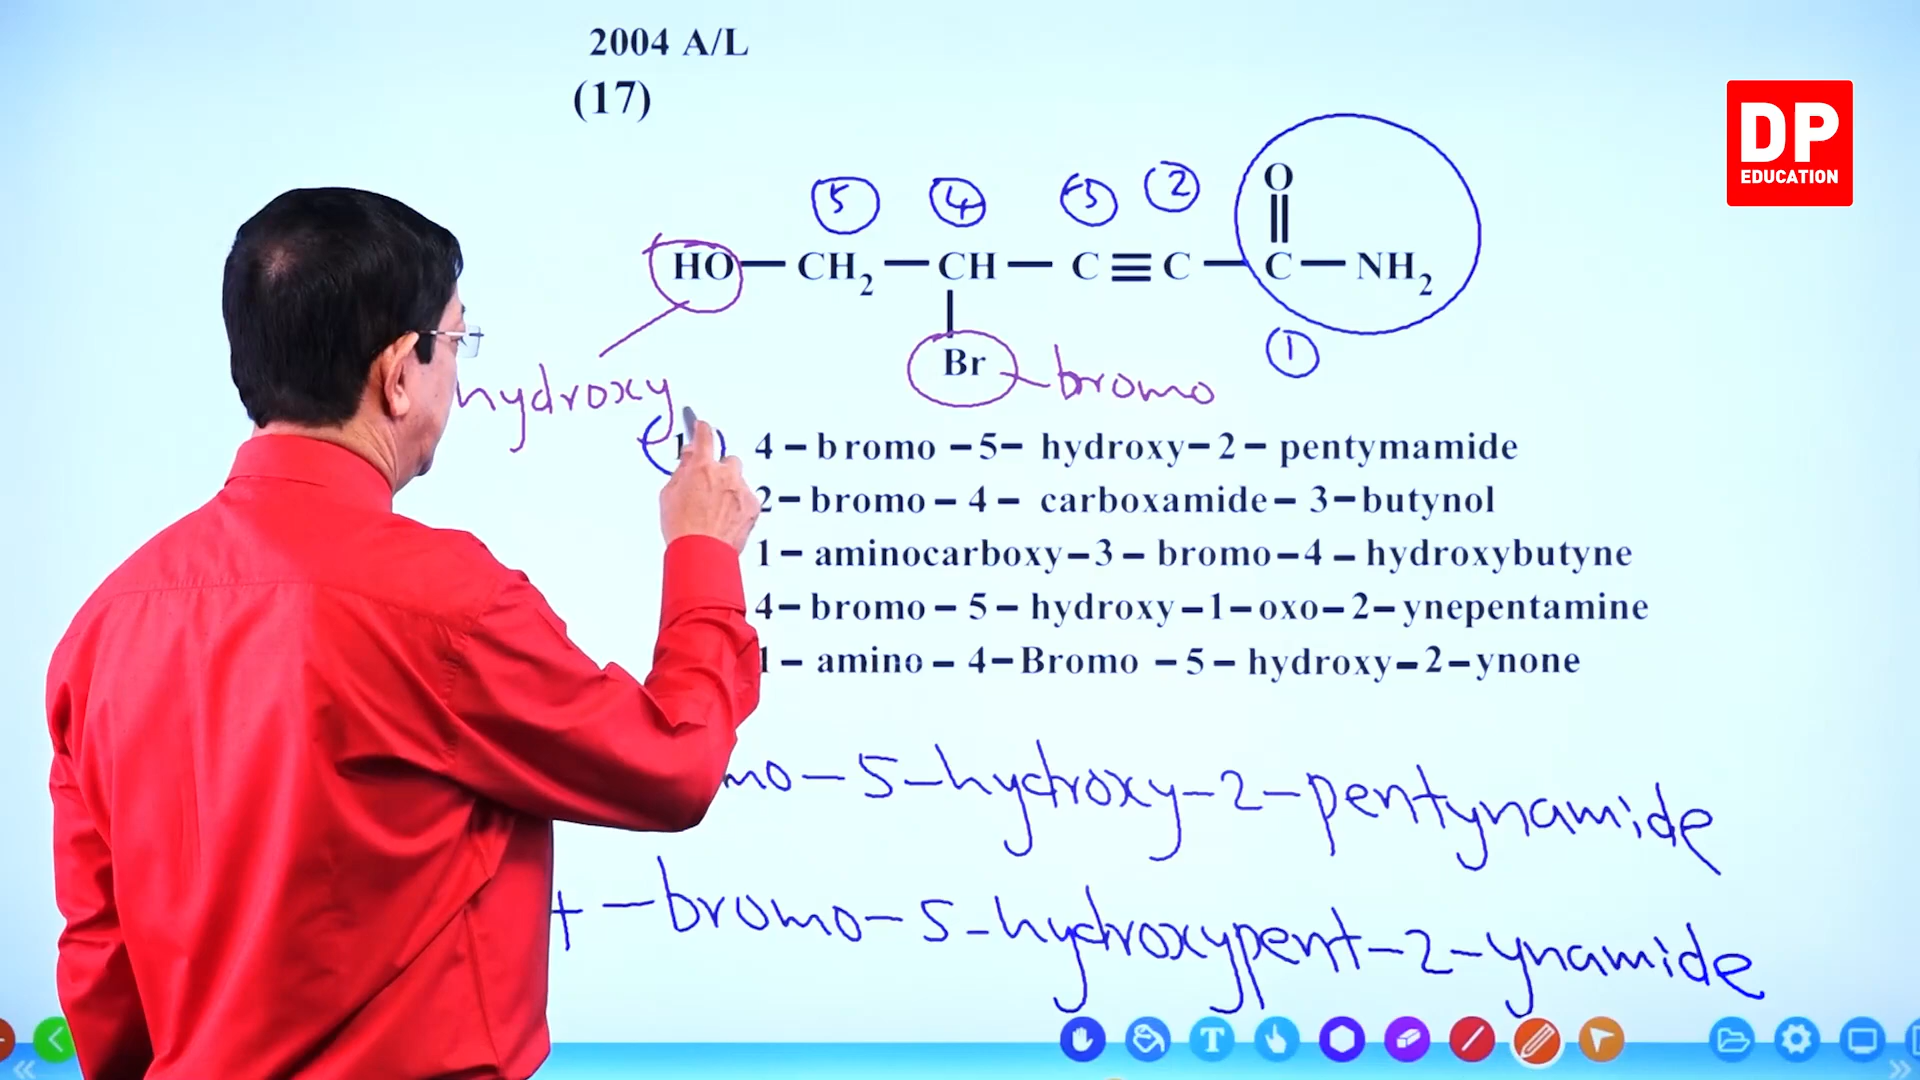 2004 A/L
(17)
DP
EDUCATION
5 4 3 2
O
HO—CH2—CH—C≡C—C—NH2
1
Br
bromo
hydroxy
4 – bromo – 5 – hydroxy – 2 – pentymamide
2 – bromo – 4 – carboxamide – 3 – butynol
1 – aminocarboxy – 3 – bromo – 4 – hydroxybutyne
4 – bromo – 5 – hydroxy – 1 – oxo – 2 – ynepentamine
1 – amino – 4 – Bromo – 5 – hydroxy – 2 – ynone
mo – 5 – hydroxy – 2 – pentynamide
– bromo – 5 – hydroxypent – 2 – ynamide
T